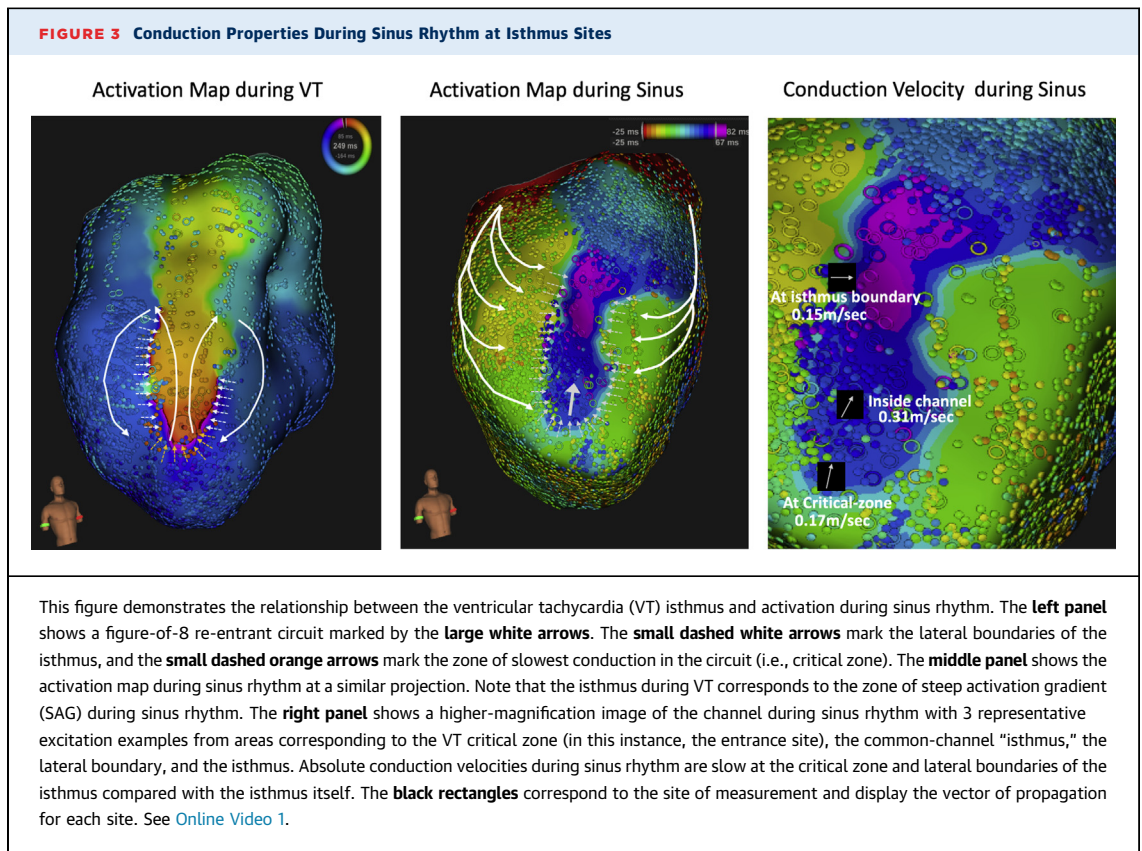 FIGURE 3 Conduction Properties During Sinus Rhythm at Isthmus Sites
Activation Map during VT
Activation Map during Sinus
Conduction Velocity during Sinus
85 ms
249 ms
-164 ms
-25 ms
82 ms
-25 ms
67 ms
At isthmus boundary
0.15m/sec
Inside channel
0.31m/sec
At Critical-zone
0.17m/sec
This figure demonstrates the relationship between the ventricular tachycardia (VT) isthmus and activation during sinus rhythm. The left panel
shows a figure-of-8 re-entrant circuit marked by the large white arrows. The small dashed white arrows mark the lateral boundaries of the
isthmus, and the small dashed orange arrows mark the zone of slowest conduction in the circuit (i.e., critical zone). The middle panel shows the
activation map during sinus rhythm at a similar projection. Note that the isthmus during VT corresponds to the zone of steep activation gradient
(SAG) during sinus rhythm. The right panel shows a higher-magnification image of the channel during sinus rhythm with 3 representative
excitation examples from areas corresponding to the VT critical zone (in this instance, the entrance site), the common-channel “isthmus,” the
lateral boundary, and the isthmus. Absolute conduction velocities during sinus rhythm are slow at the critical zone and lateral boundaries of the
isthmus compared with the isthmus itself. The black rectangles correspond to the site of measurement and display the vector of propagation
for each site. See Online Video 1.